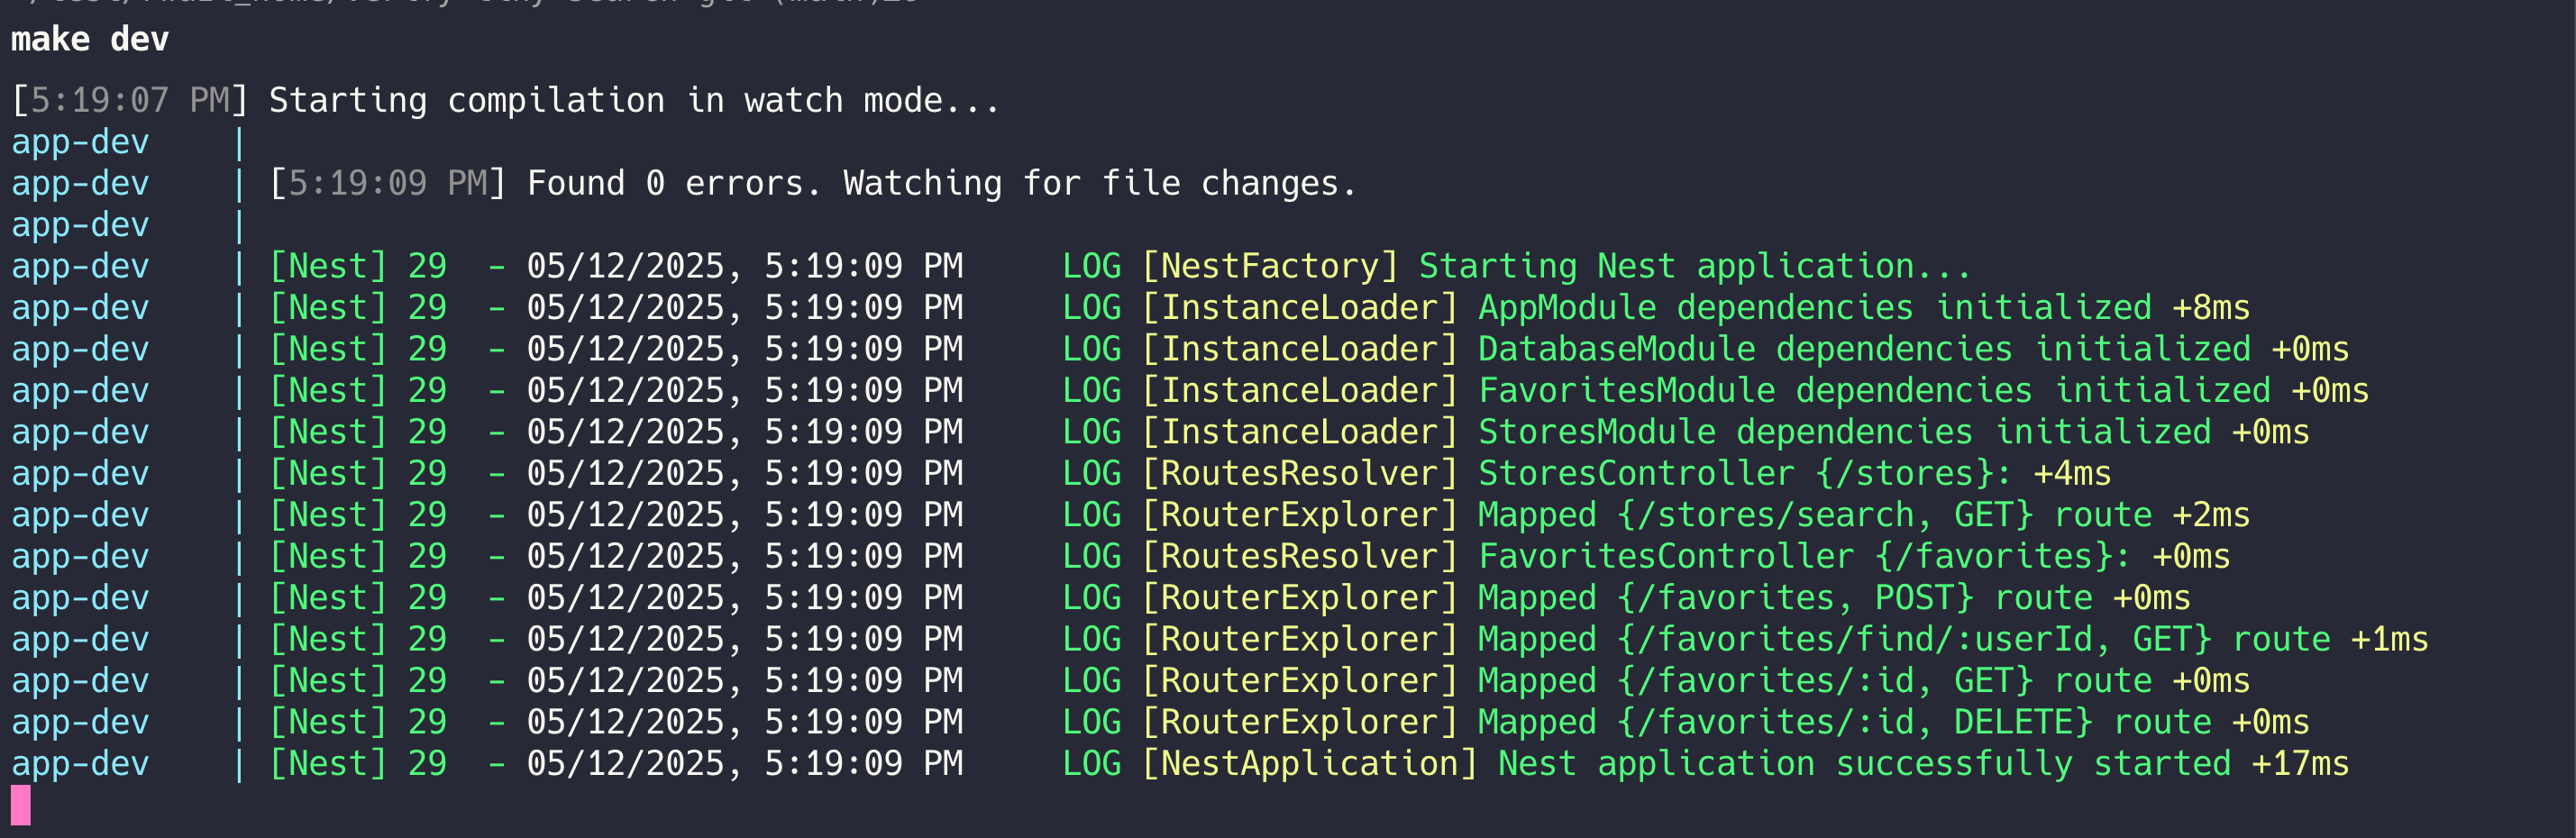 make dev
[5:19:07 PM] Starting compilation in watch mode...
app-dev |
app-dev | [5:19:09 PM] Found 0 errors. Watching for file changes.
app-dev |
app-dev | [Nest] 29 - 05/12/2025, 5:19:09 PM LOG [NestFactory] Starting Nest application...
app-dev | [Nest] 29 - 05/12/2025, 5:19:09 PM LOG [InstanceLoader] AppModule dependencies initialized +8ms
app-dev | [Nest] 29 - 05/12/2025, 5:19:09 PM LOG [InstanceLoader] DatabaseModule dependencies initialized +0ms
app-dev | [Nest] 29 - 05/12/2025, 5:19:09 PM LOG [InstanceLoader] FavoritesModule dependencies initialized +0ms
app-dev | [Nest] 29 - 05/12/2025, 5:19:09 PM LOG [InstanceLoader] StoresModule dependencies initialized +0ms
app-dev | [Nest] 29 - 05/12/2025, 5:19:09 PM LOG [RoutesResolver] StoresController {/stores}: +4ms
app-dev | [Nest] 29 - 05/12/2025, 5:19:09 PM LOG [RouterExplorer] Mapped {/stores/search, GET} route +2ms
app-dev | [Nest] 29 - 05/12/2025, 5:19:09 PM LOG [RoutesResolver] FavoritesController {/favorites}: +0ms
app-dev | [Nest] 29 - 05/12/2025, 5:19:09 PM LOG [RouterExplorer] Mapped {/favorites, POST} route +0ms
app-dev | [Nest] 29 - 05/12/2025, 5:19:09 PM LOG [RouterExplorer] Mapped {/favorites/find/:userId, GET} route +1ms
app-dev | [Nest] 29 - 05/12/2025, 5:19:09 PM LOG [RouterExplorer] Mapped {/favorites/:id, GET} route +0ms
app-dev | [Nest] 29 - 05/12/2025, 5:19:09 PM LOG [RouterExplorer] Mapped {/favorites/:id, DELETE} route +0ms
app-dev | [Nest] 29 - 05/12/2025, 5:19:09 PM LOG [NestApplication] Nest application successfully started +17ms